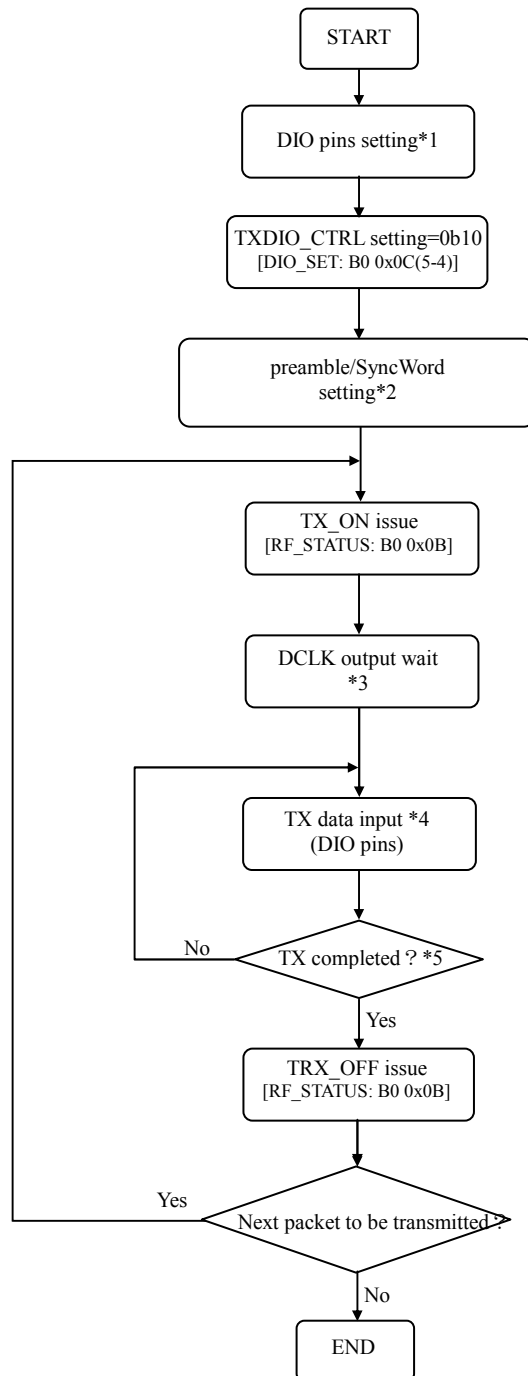 START
DIO pins setting*1
TXDIO_CTRL setting=0b10
[DIO_SET: B0 0x0C(5-4)]
preamble/SyncWord
setting*2
TX_ON issue
[RF_STATUS: B0 0x0B]
DCLK output wait
*3
TX data input *4
(DIO pins)
No
TX completed？*5
Yes
TRX_OFF issue
[RF_STATUS: B0 0x0B]
Yes
Next packet to be transmitted？
No
END